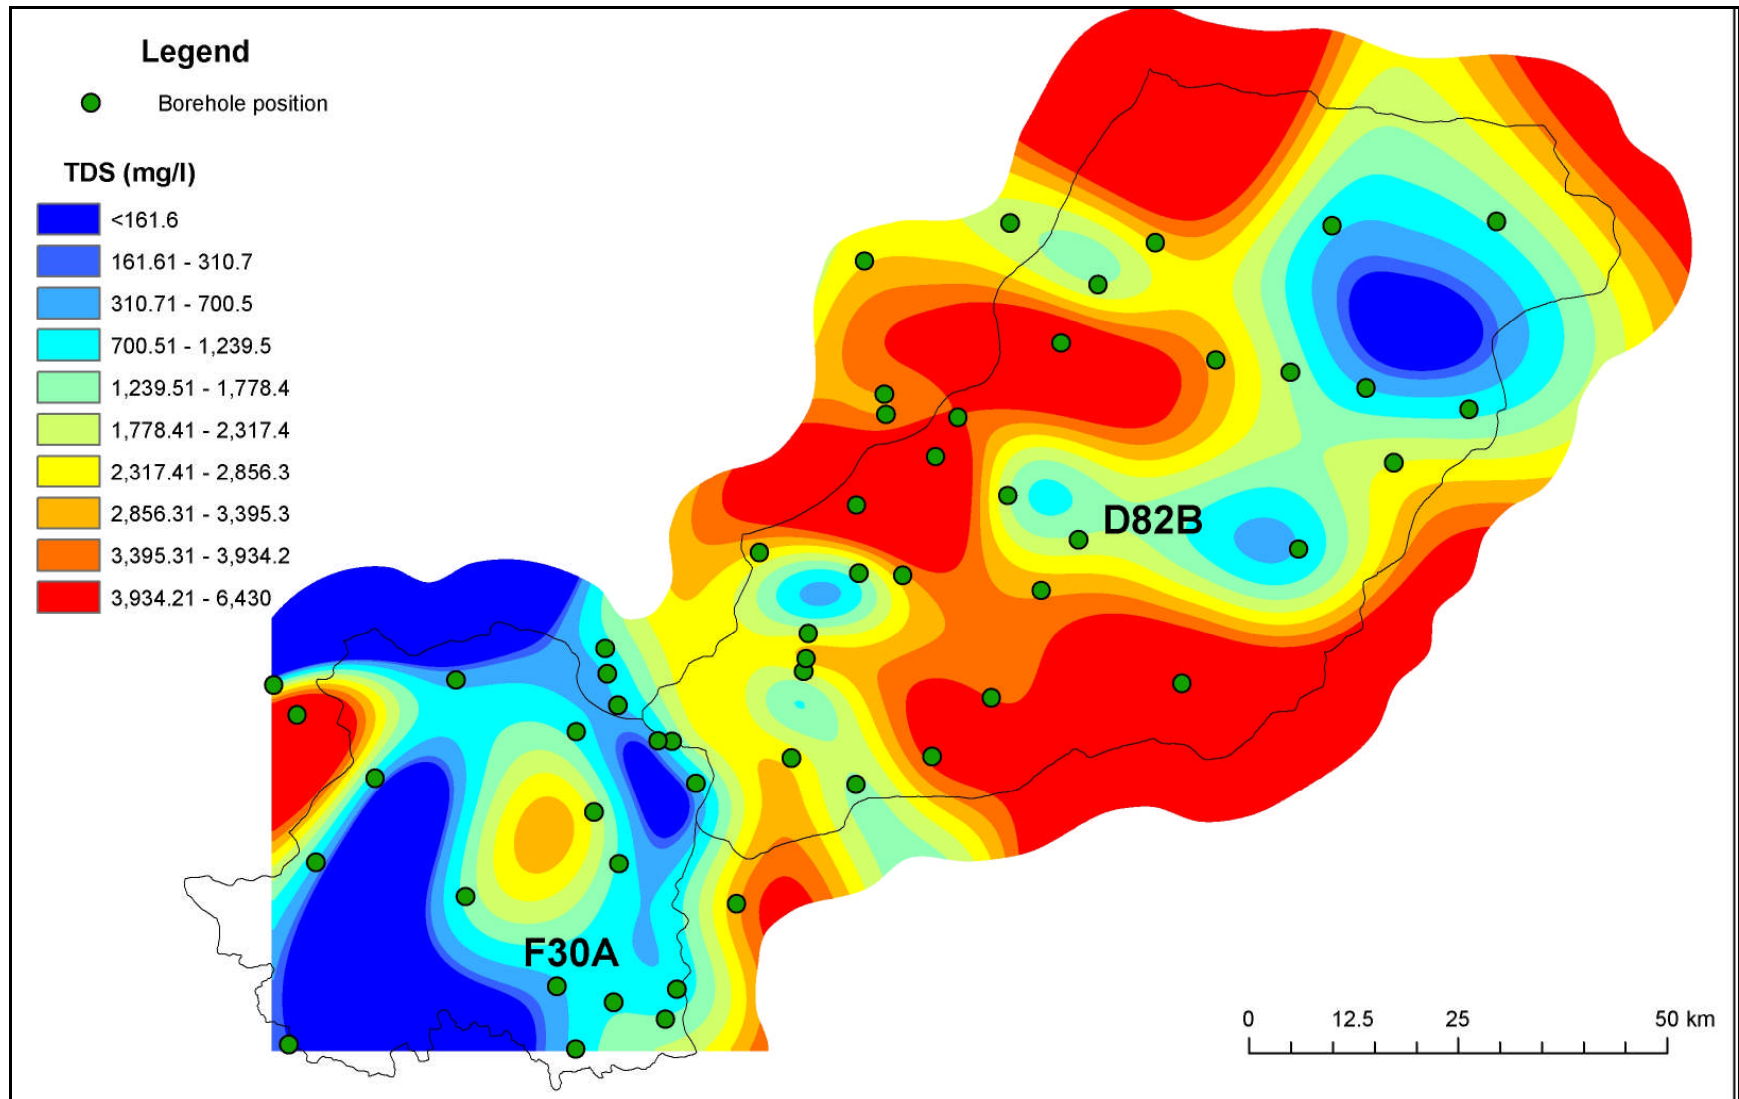 Legend
Borehole position
TDS (mg/l)
<161.6
161.61 - 310.7
310.71 - 700.5
700.51 - 1,239.5
1,239.51 - 1,778.4
1,778.41 - 2,317.4
2,317.41 - 2,856.3
2,856.31 - 3,395.3
3,395.31 - 3,934.2
3,934.21 - 6,430
D82B
F30A
0 12.5 25 50 km